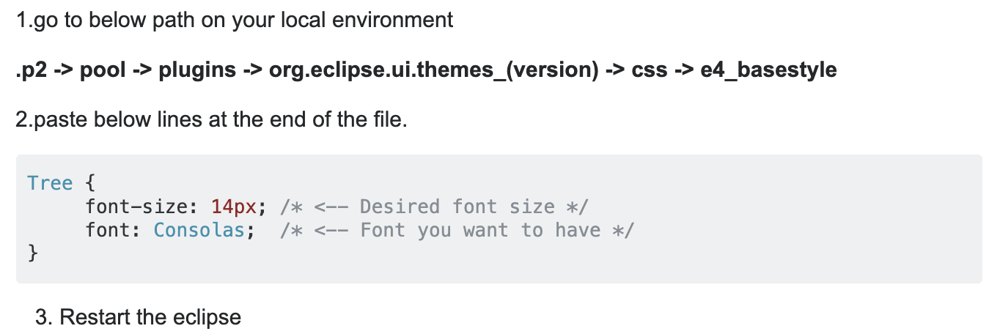 1.go to below path on your local environment
.p2 -> pool -> plugins -> org.eclipse.ui.themes_(version) -> css -> e4_basestyle
2.paste below lines at the end of the file.
Tree {
     font-size: 14px; /* <-- Desired font size */
     font: Consolas;  /* <-- Font you want to have */
}
3. Restart the eclipse